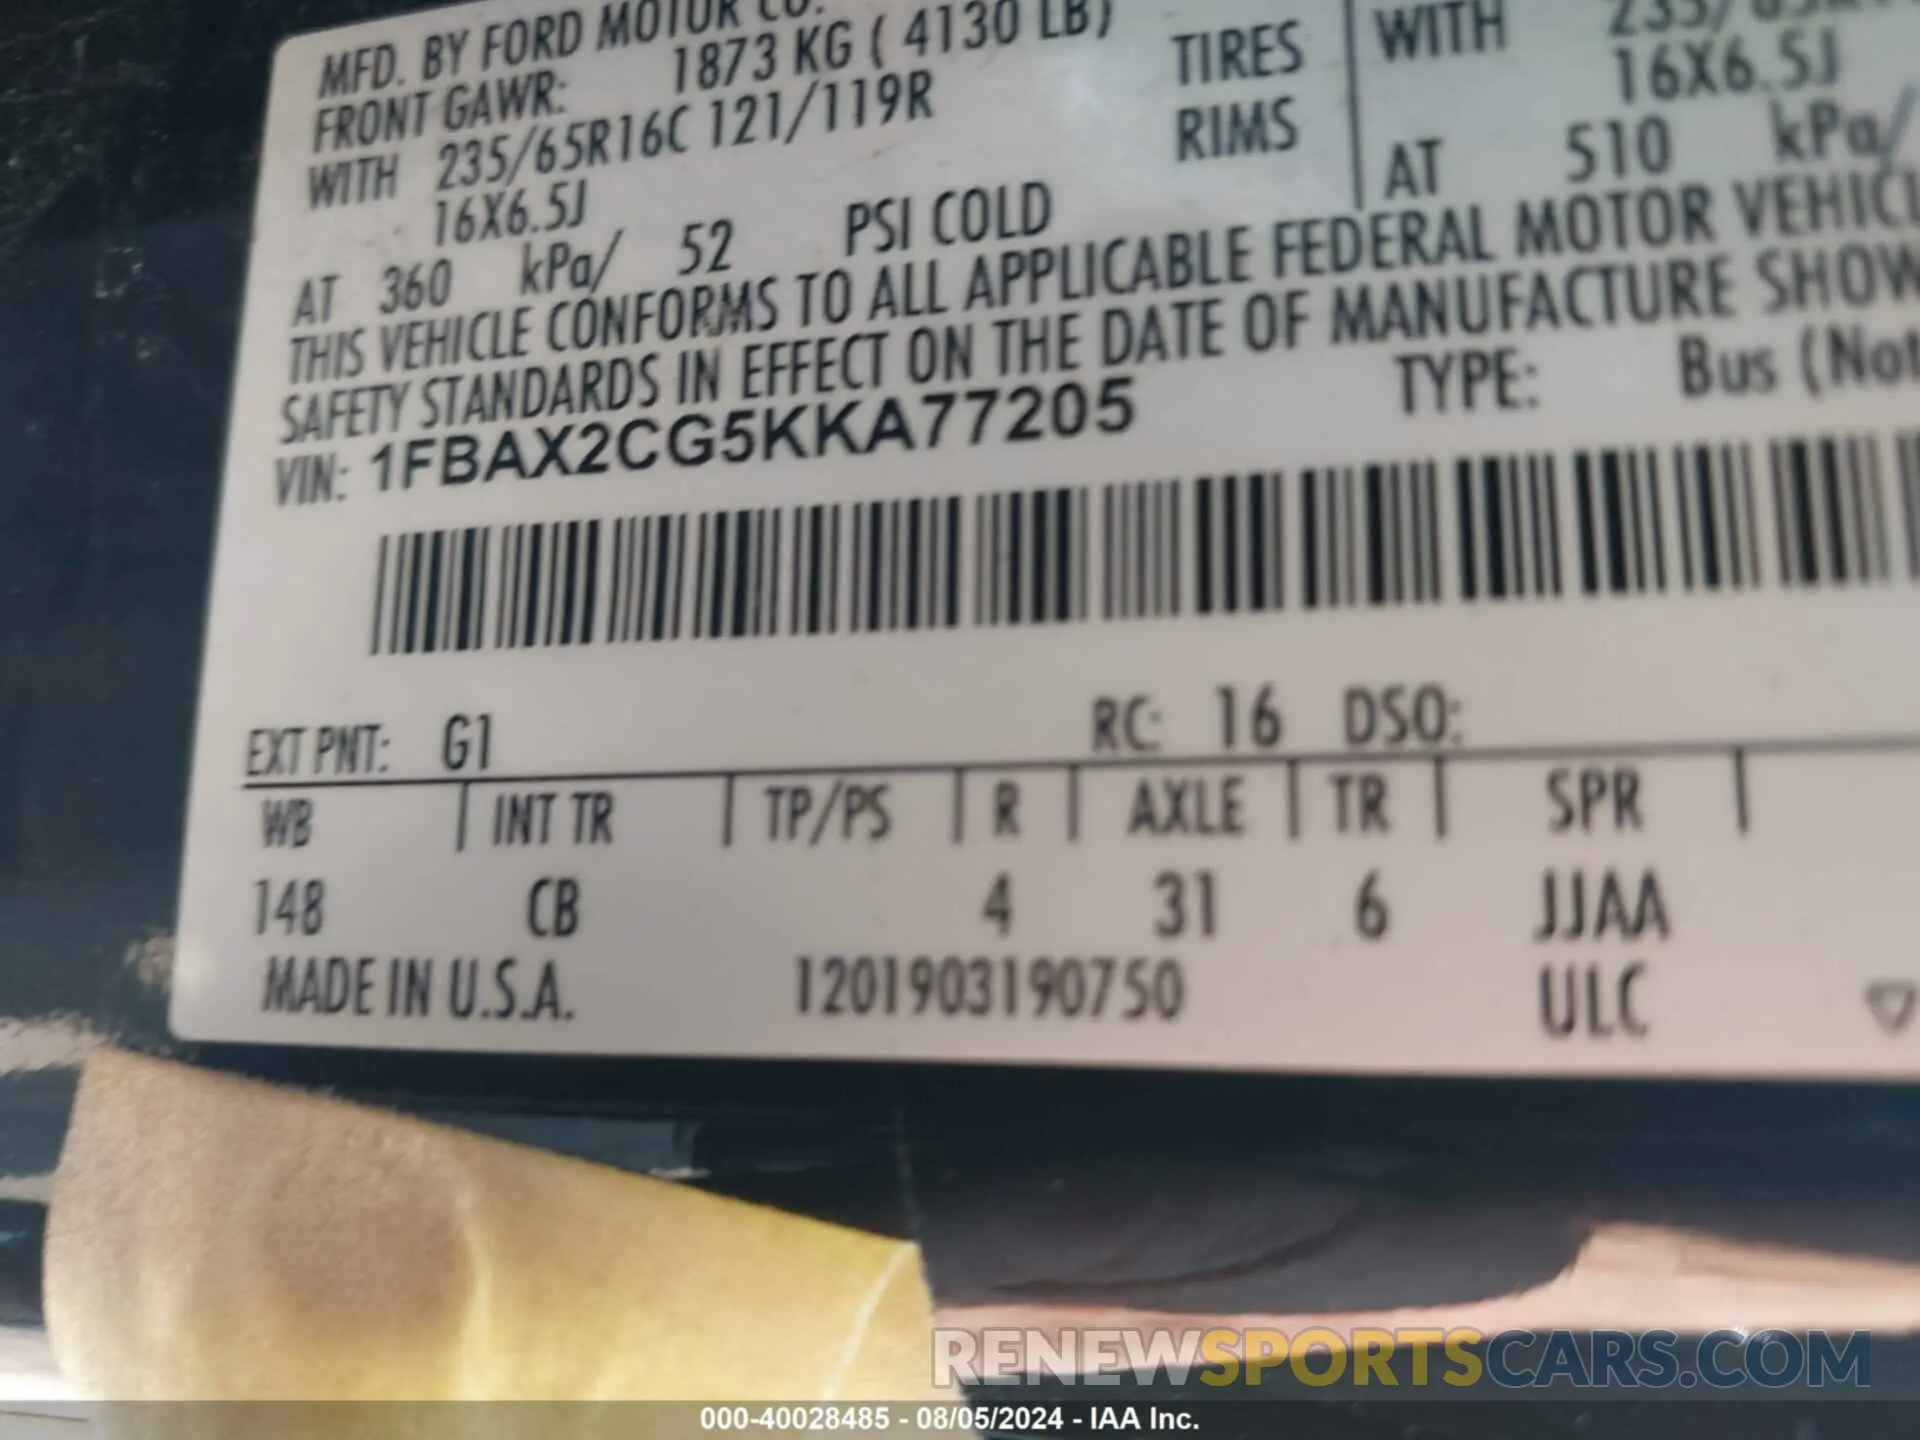 MFD. BY FORD MOTOR CO.
FRONT GAWR: 1873 KG ( 4130 LB)
WITH 235/65R16C 121/119R TIRES
16X6.5J RIMS
AT 360 kPa/ 52 PSI COLD
WITH
16X6.5J
AT 510 kPa/
THIS VEHICLE CONFORMS TO ALL APPLICABLE FEDERAL MOTOR VEHICL
SAFETY STANDARDS IN EFFECT ON THE DATE OF MANUFACTURE SHOW
VIN: 1FBAX2CG5KKA77205 TYPE: Bus (Not
EXT PNT: G1 RC: 16 DSO:
WB INT TR TP/PS R AXLE TR SPR
148 CB 4 31 6 JJAA
MADE IN U.S.A. 1201903190750 ULC
RENEWSPORTSCARS.COM
000-40028485 - 08/05/2024 - IAA Inc.